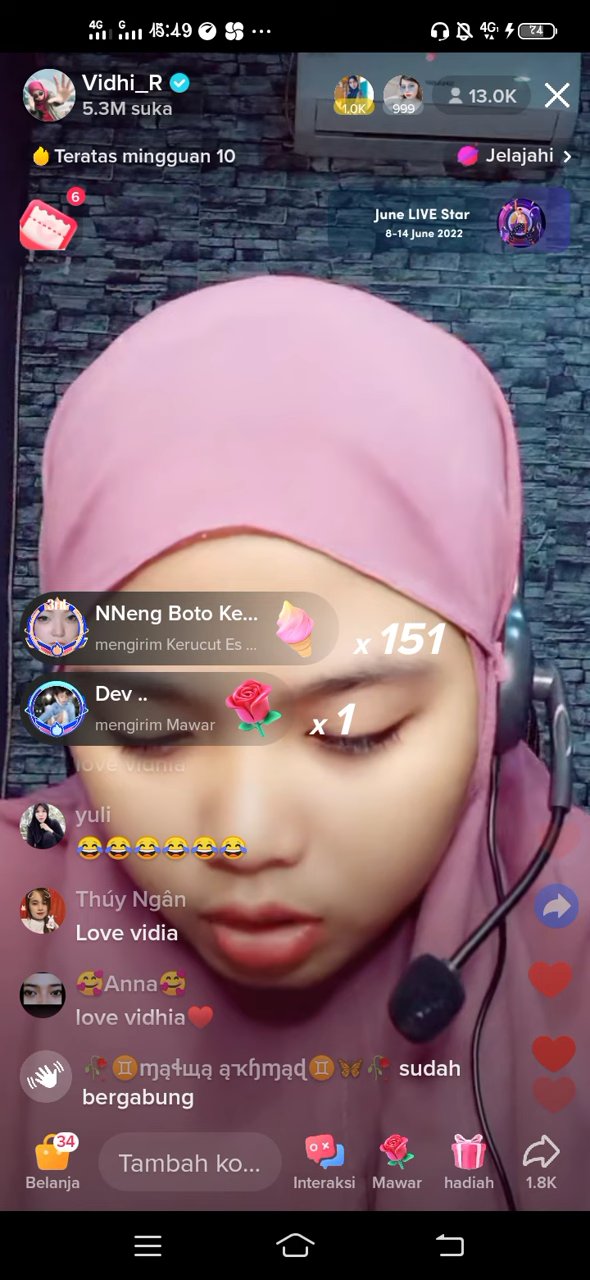 4G G 15:49 4G 74
Vidhi_R
5.3M suka
1.0K 999 13.0K
Teratas mingguan 10
Jelajahi >
6
June LIVE Star
8-14 June 2022
NNeng Boto Ke...
mengirim Kerucut Es ...
x 151
Dev ..
mengirim Mawar
x 1
love vidhia
yuli
😂😂😂😂😂😂
Thúy Ngân
Love vidia
🥰Anna🥰
love vidhia❤️
sudah
bergabung
34
Belanja
Tambah ko...
Interaksi
Mawar
hadiah
1.8K